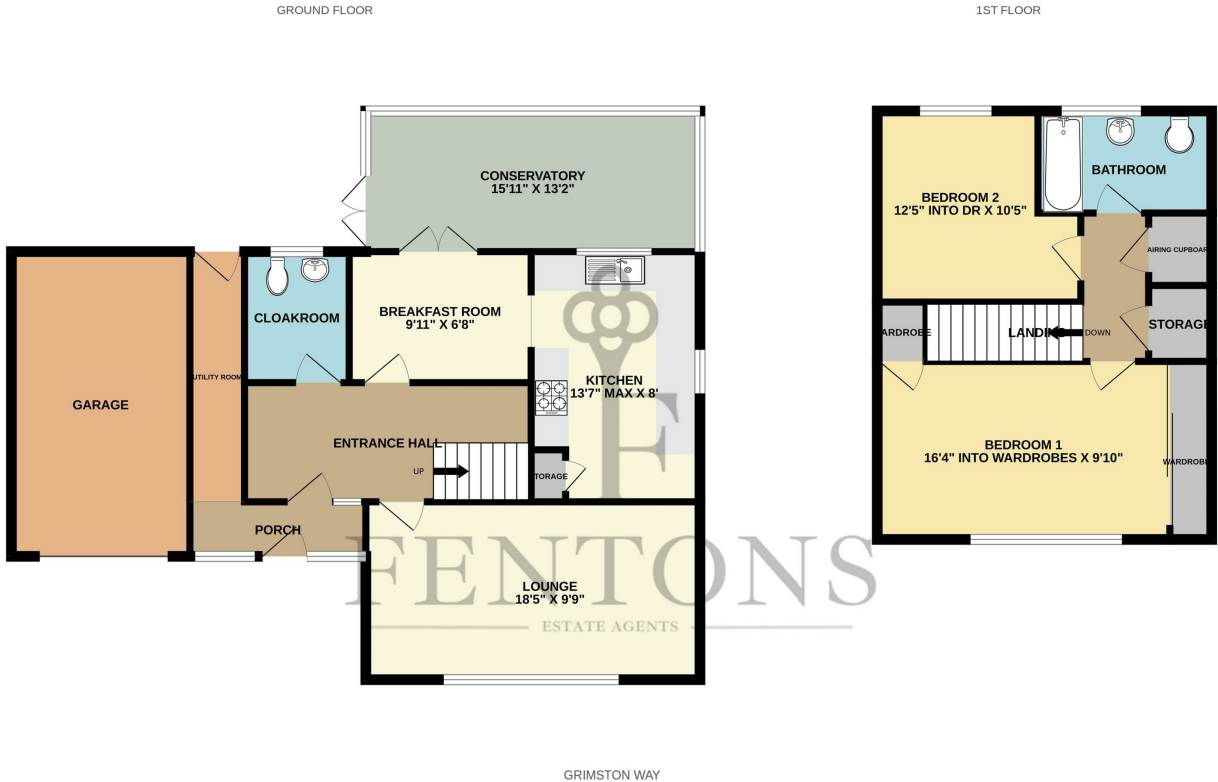 GROUND FLOOR
1ST FLOOR
CONSERVATORY
15'11" X 13'2"
BREAKFAST ROOM
9'11" X 6'8"
CLOAKROOM
UTILITY ROOM
GARAGE
KITCHEN
13'7" MAX X 8'
ENTRANCE HALL
UP
TORAGE
PORCH
LOUNGE
18'5" X 9'9"
BEDROOM 2
12'5" INTO DR X 10'5"
BATHROOM
AIRING CUPBOAR
STORAGE
ARDROBE
LANDING
DOWN
BEDROOM 1
16'4" INTO WARDROBES X 9'10"
WARDROBE
FENTONS
ESTATE AGENTS
GRIMSTON WAY